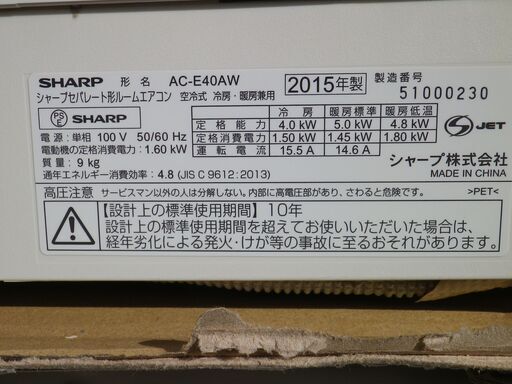 SHARP 形 名 AC-E40AW 2015年製 製造番号
シャープセパレート形ルームエアコン 空冷式 冷房・暖房兼用 51000230
PSE SHARP
冷 房 暖房標準 暖房低温
定 格 能 力 4.0 kW 5.0 kW 4.8 kW
定格消費電力 1.50 kW 1.45 kW 1.80 kW
運 転 電 流 15.5 A 14.6 A
JET
電源:単相 100 V 50/60 Hz
電動機の定格消費電力:1.60 kW
質 量:9 kg
通年エネルギー消費効率:4.8 (JIS C 9612:2013)
シャープ株式会社
MADE IN CHINA
高圧注意 サービスマン以外の人は分解しない。内部に高電圧部があり、さわると危険です。 >PET<
【設計上の標準使用期間】10年
設計上の標準使用期間を超えてお使いいただいた場合は、
経年劣化による発火・けが等の事故に至るおそれがあります。